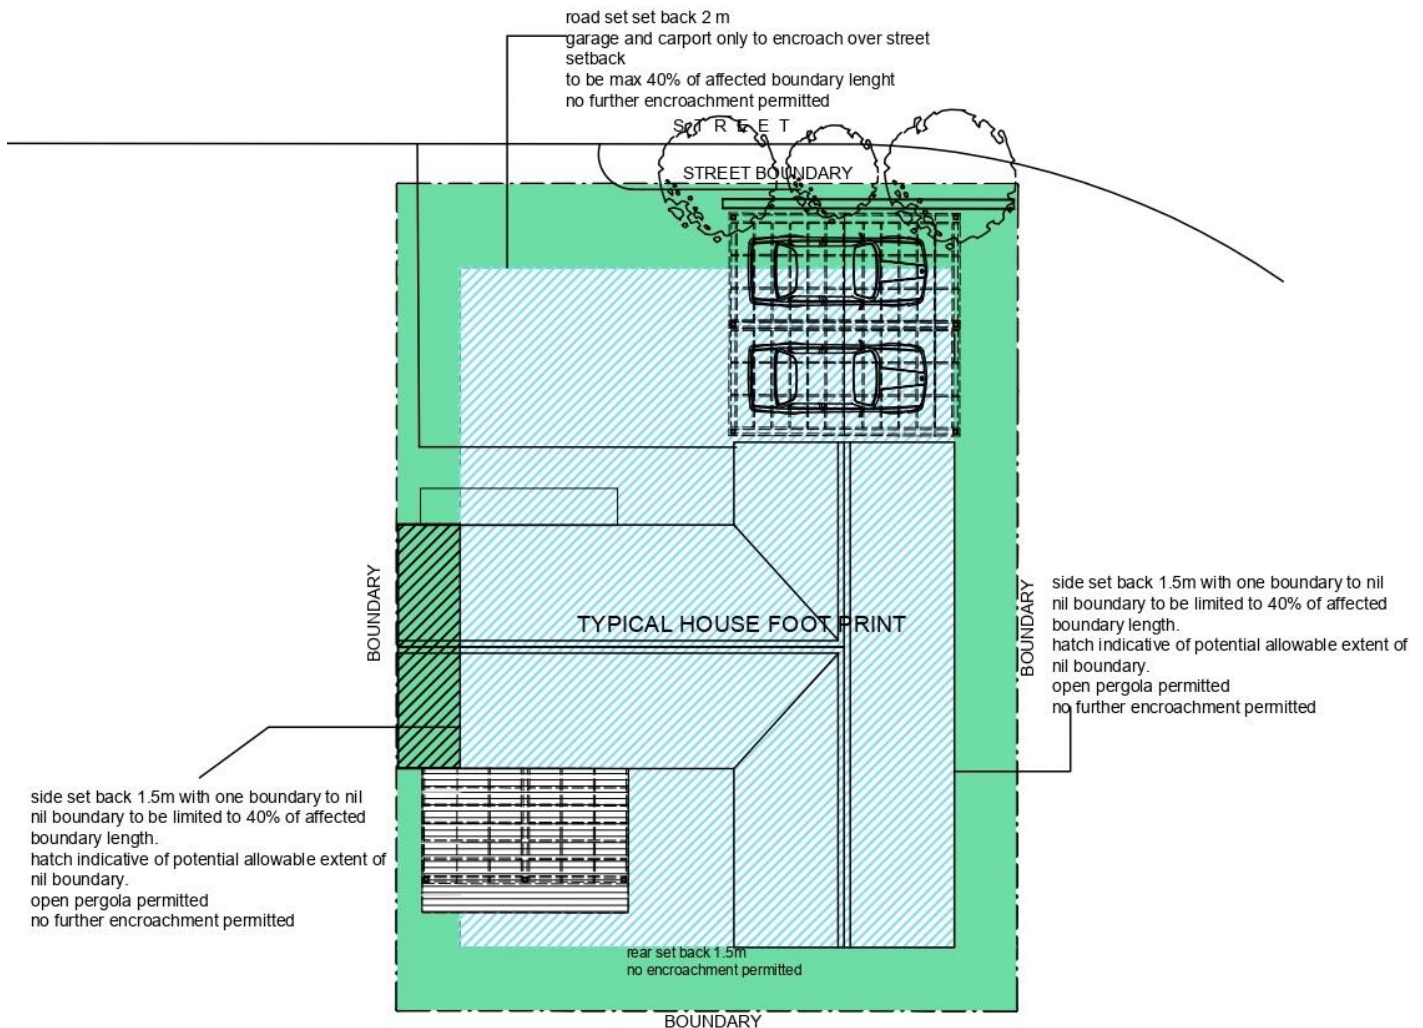 road set set back 2 m
garage and carport only to encroach over street
setback
to be max 40% of affected boundary lenght
no further encroachment permitted
STREET
STREET BOUNDARY
BOUNDARY
TYPICAL HOUSE FOOT PRINT
BOUNDARY
side set back 1.5m with one boundary to nil
nil boundary to be limited to 40% of affected
boundary length.
hatch indicative of potential allowable extent of
nil boundary.
open pergola permitted
no further encroachment permitted
side set back 1.5m with one boundary to nil
nil boundary to be limited to 40% of affected
boundary length.
hatch indicative of potential allowable extent of
nil boundary.
open pergola permitted
no further encroachment permitted
rear set back 1.5m
no encroachment permitted
BOUNDARY